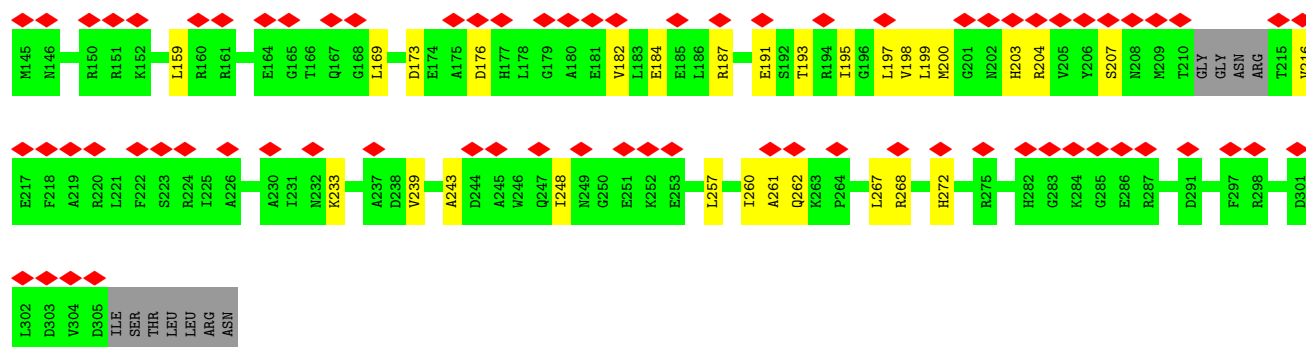 M145 N146 R150 R151 K152 L159 R160 R161 E164 G165 T166 Q167 G168 L169 D173 E174 A175 D176 H177 L178 G179 A180 E181 V182 L183 E184 E185 L186 R187 E191 S192 T193 R194 I195 G196 L197 V198 L199 M200 G201 N202 H203 R204 V205 Y206 S207 N208 M209 T210 GLY GLY ASN ARG T215 V216
E217 F218 A219 R220 L221 F222 S223 R224 I225 A226 A230 I231 N232 K233 A237 D238 V239 A243 D244 A245 W246 Q247 I248 N249 G250 E251 K252 E253 L257 I260 A261 Q262 K263 P264 L267 R268 H272 R275 H282 G283 K284 G285 E286 R287 D291 F297 R298 D301
L302 D303 V304 D305 ILE SER THR LEU LEU ARG ASN